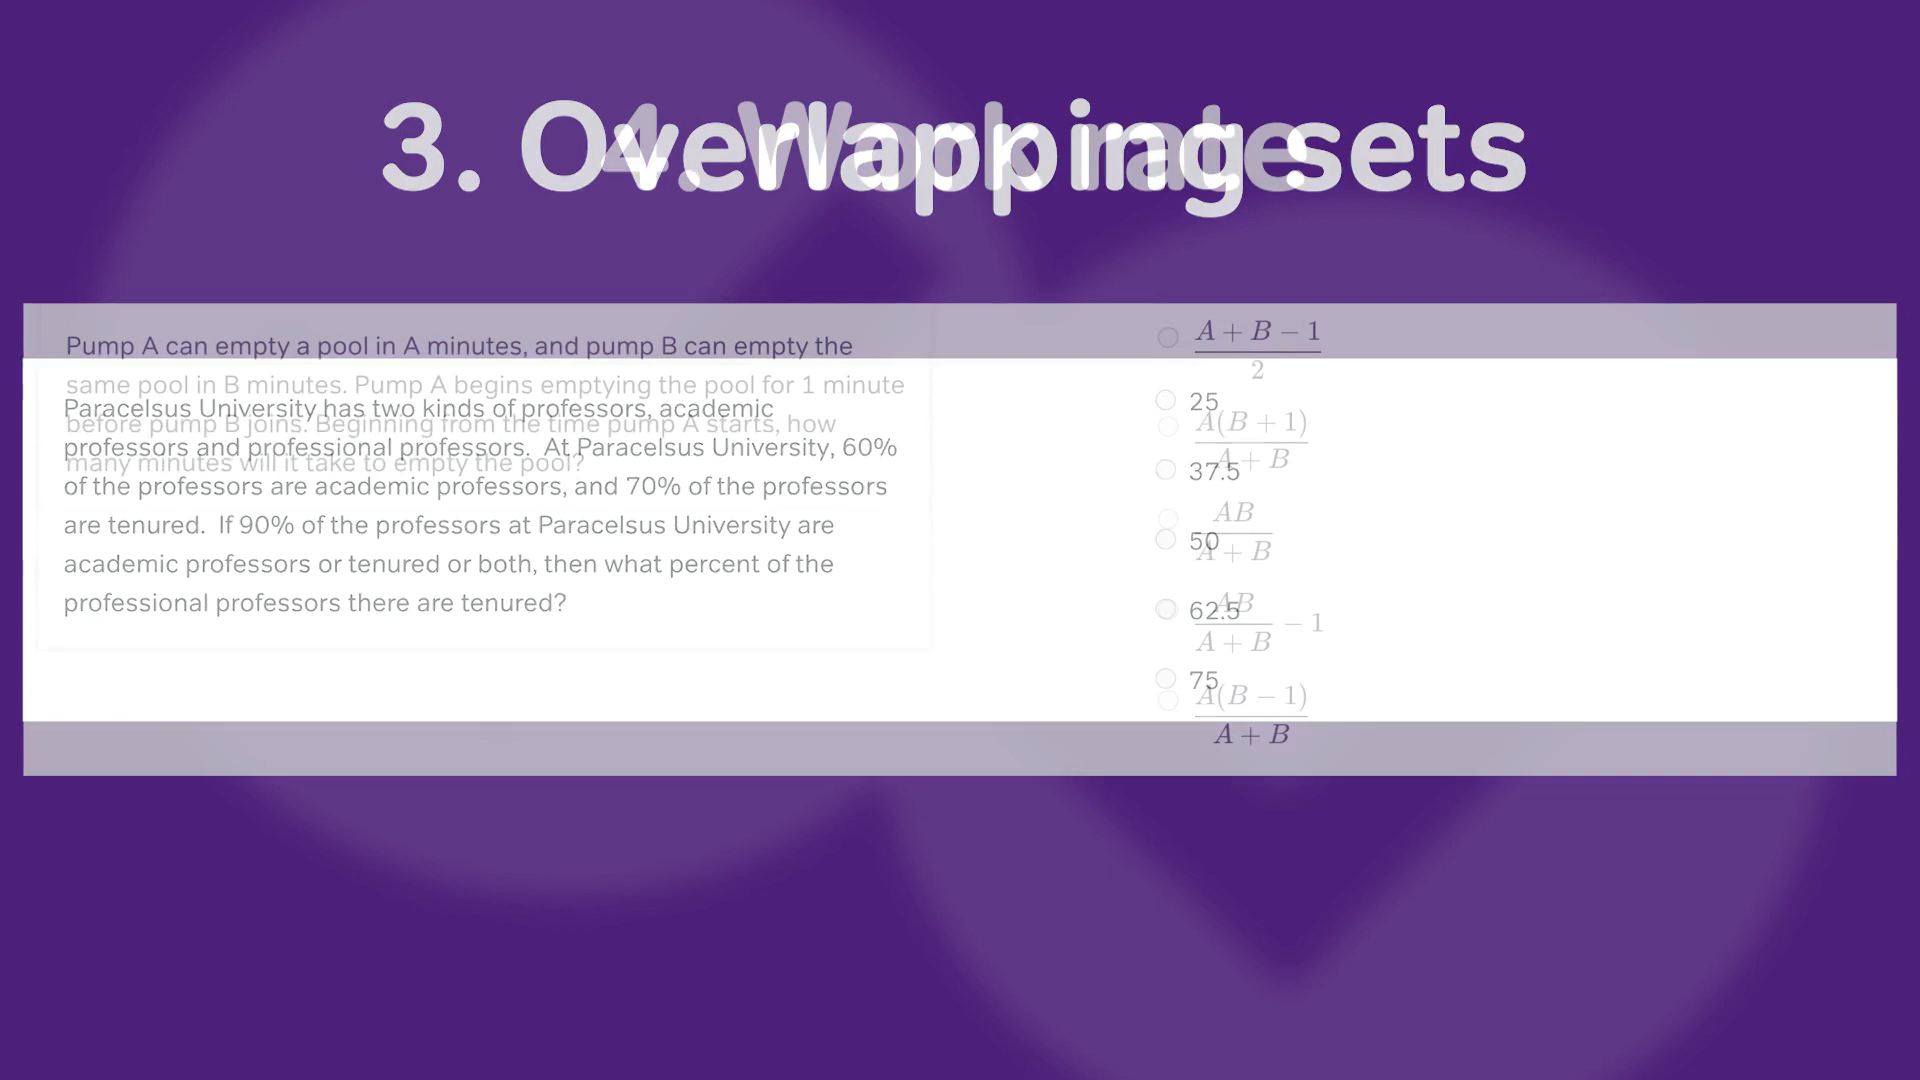 3. Overlapping sets
4. Work rate
Pump A can empty a pool in A minutes, and pump B can empty the
same pool in B minutes. Pump A begins emptying the pool for 1 minute
before pump B joins. Beginning from the time pump A starts, how
many minutes will it take to empty the pool?
A + B − 1
2
A(B + 1)
A + B
AB
A + B
AB
A + B − 1
A(B − 1)
A + B
Paracelsus University has two kinds of professors, academic
professors and professional professors.  At Paracelsus University, 60%
of the professors are academic professors, and 70% of the professors
are tenured.  If 90% of the professors at Paracelsus University are
academic professors or tenured or both, then what percent of the
professional professors there are tenured?
25
37.5
50
62.5
75